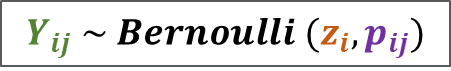 Y_ij ~ Bernoulli (z_i, p_ij)